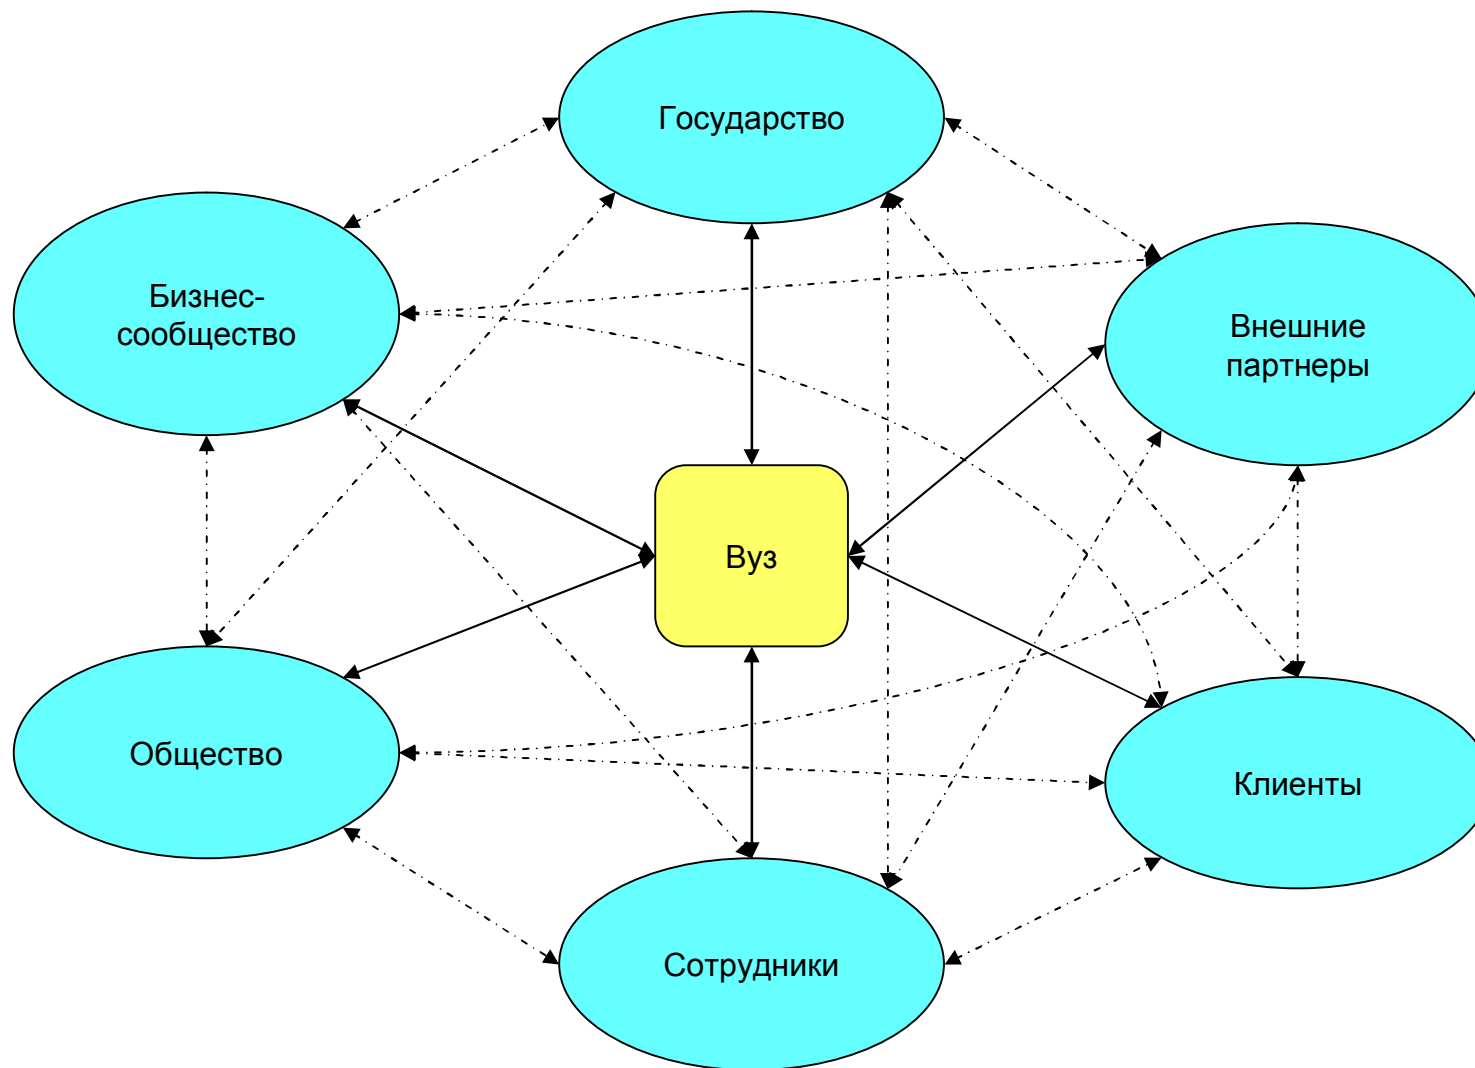 Государство
Бизнес-
сообщество
Внешние
партнеры
Вуз
Общество
Клиенты
Сотрудники